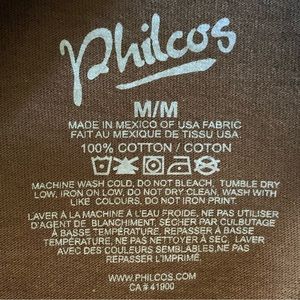 Philcos
M/M
MADE IN MEXICO OF USA FABRIC
FAIT AU MEXIQUE DE TISSU USA
100% COTTON / COTON
MACHINE WASH COLD, DO NOT BLEACH, TUMBLE DRY
LOW, IRON ON LOW, DO NOT DRY CLEAN, WASH WITH
LIKE COLOURS, DO NOT IRON PRINT.
LAVER À LA MACHINE À L'EAU FROIDE, NE PAS UTILISER
D'AGENT DE BLANCHIMENT, SÉCHER PAR CULBUTAGE
À BASSE TEMPÉRATURE, REPASSER À BASSE
TEMPÉRATURE, NE PAS NETTOYER À SEC, LAVER
AVEC DES COULEURS SEMBLABLES,NE PAS
REPASSER L'IMPRIMÉ.
WWW.PHILCOS.COM
CA # 41900